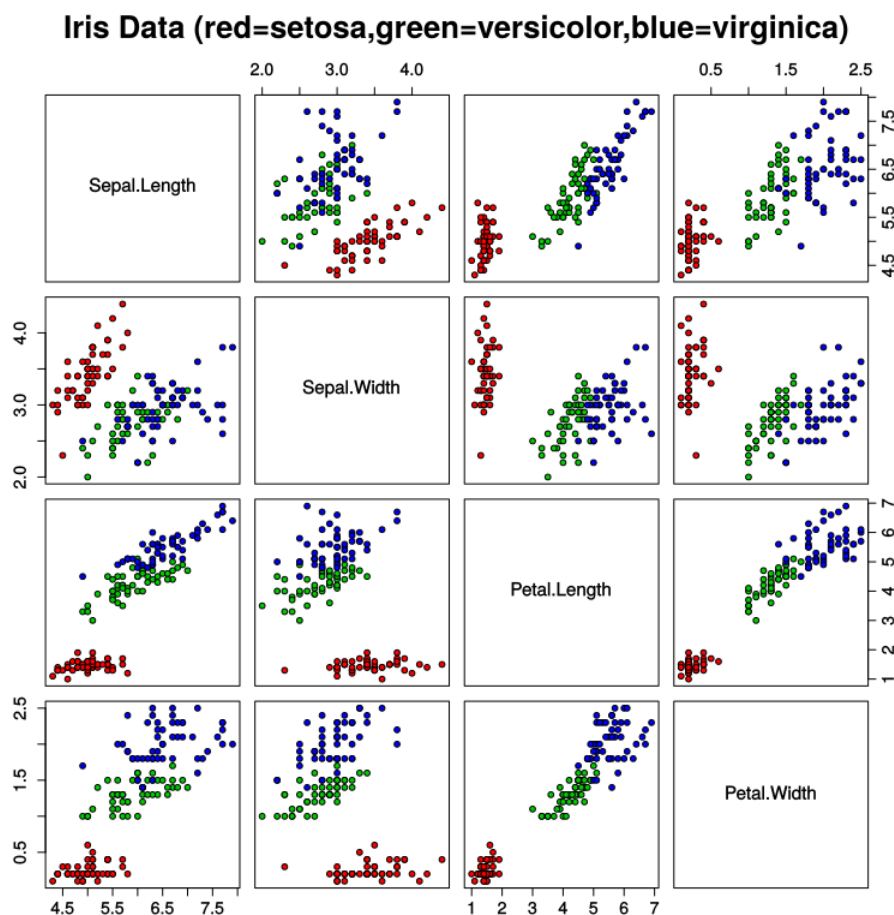 Iris Data (red=setosa,green=versicolor,blue=virginica)
2.0 3.0 4.0
0.5 1.5 2.5
Sepal.Length
4.5 5.5 6.5 7.5
2.0 3.0 4.0
Sepal.Width
Petal.Length
1 2 3 4 5 6 7
0.5 1.5 2.5
Petal.Width
4.5 5.5 6.5 7.5
1 2 3 4 5 6 7